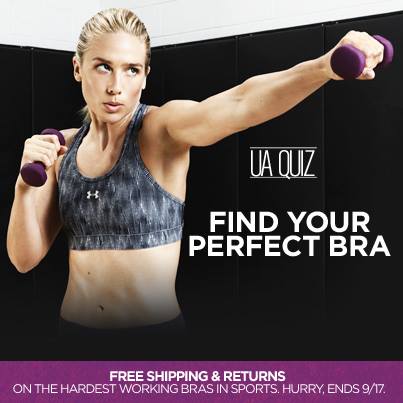 UA QUIZ
FIND YOUR
PERFECT BRA
FREE SHIPPING & RETURNS
ON THE HARDEST WORKING BRAS IN SPORTS. HURRY, ENDS 9/17.